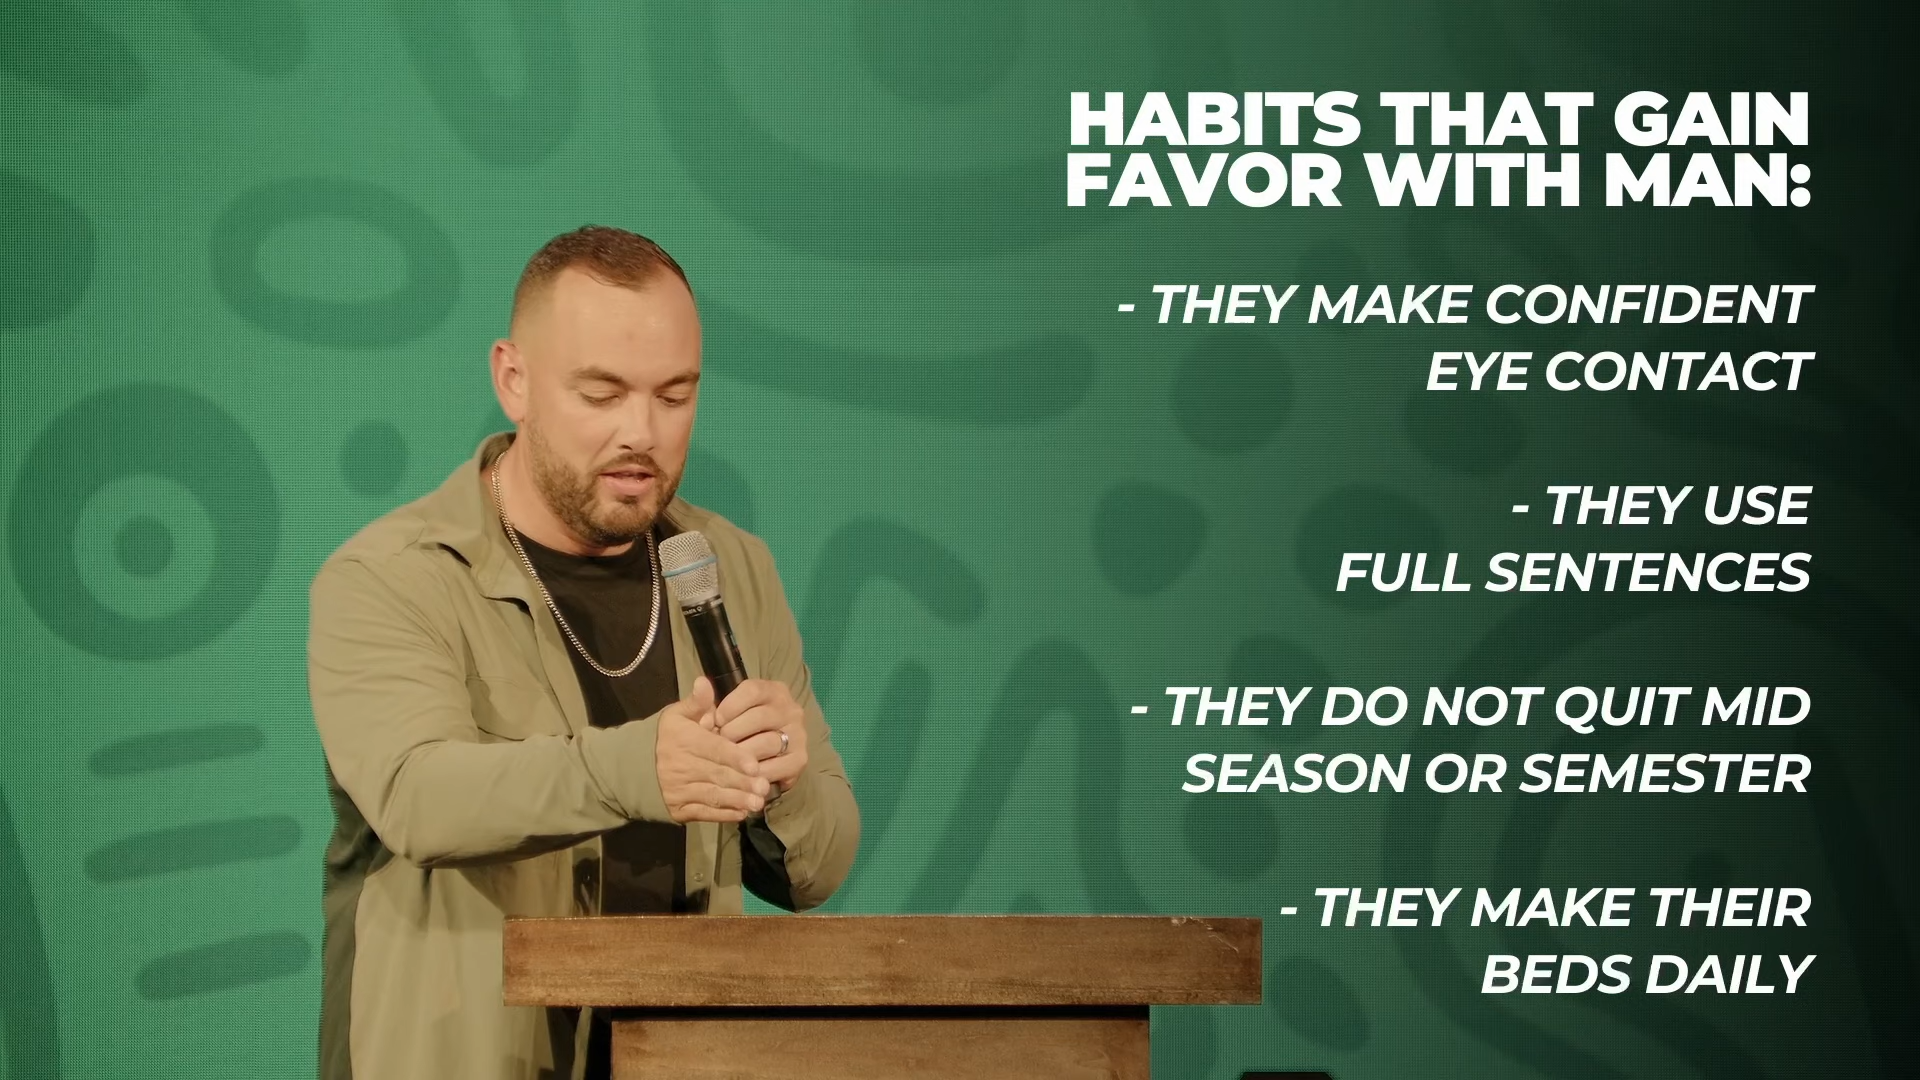 HABITS THAT GAIN
FAVOR WITH MAN:
- THEY MAKE CONFIDENT
EYE CONTACT
- THEY USE
FULL SENTENCES
- THEY DO NOT QUIT MID
SEASON OR SEMESTER
- THEY MAKE THEIR
BEDS DAILY